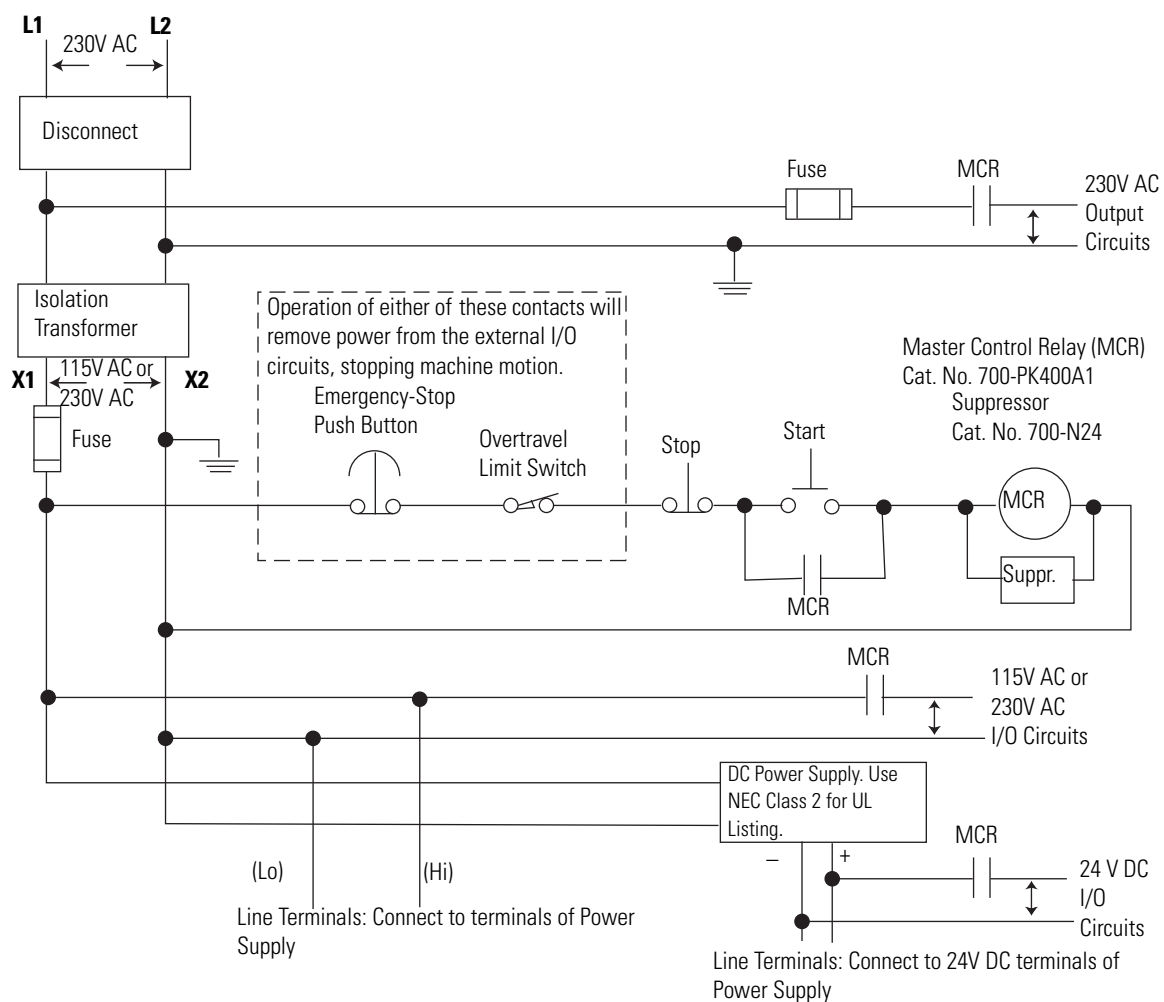 L1
L2
230V AC
Disconnect
Fuse
MCR
230V AC
Output
Circuits
Isolation
Transformer
Operation of either of these contacts will
remove power from the external I/O
circuits, stopping machine motion.
X1
115V AC or
230V AC
X2
Fuse
Emergency-Stop
Push Button
Overtravel
Limit Switch
Stop
Start
Master Control Relay (MCR)
Cat. No. 700-PK400A1
Suppressor
Cat. No. 700-N24
MCR
Suppr.
MCR
MCR
115V AC or
230V AC
I/O Circuits
DC Power Supply. Use
NEC Class 2 for UL
Listing.
– +
MCR
24 V DC
I/O
Circuits
(Lo)
(Hi)
Line Terminals: Connect to terminals of Power
Supply
Line Terminals: Connect to 24V DC terminals of
Power Supply